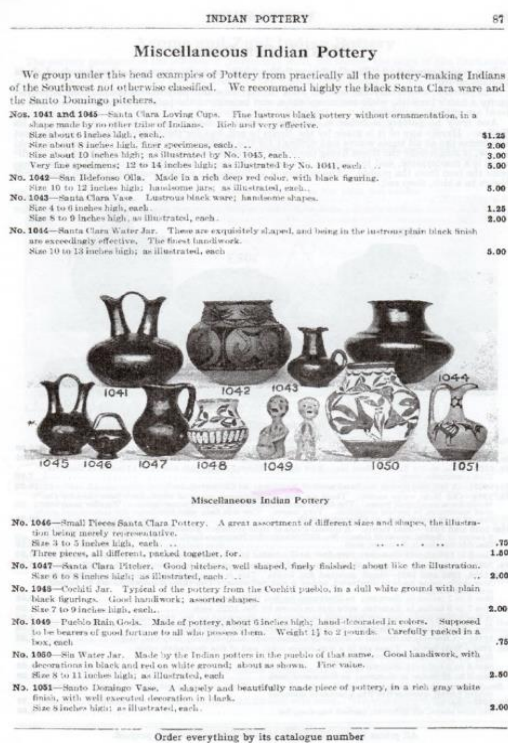 INDIAN POTTERY 87
Miscellaneous Indian Pottery
We group under this head examples of Pottery from practically all the pottery-making Indians
of the Southwest not otherwise classified. We recommend highly the black Santa Clara ware and
the Santo Domingo pitchers.
Nos. 1041 and 1045—Santa Clara Loving Cups. Fine lustrous black pottery without ornamentation, in a
shape made by no other tribe of Indians. Rich and very effective.
Size about 6 inches high, each.. $1.25
Size about 8 inches high, finer specimens, each. .. 2.00
Size about 10 inches high; as illustrated by No. 1045, each... 3.00
Very fine specimens; 12 to 14 inches high; as illustrated by No. 1041, each. .. 5.00
No. 1042—San Ildefonso Olla. Made in a rich deep red color, with black figuring.
Size 10 to 12 inches high; handsome jars; as illustrated, each.. 5.00
No. 1043—Santa Clara Vase. Lustrous black ware; handsome shapes.
Size 4 to 6 inches high, each. 1.25
Size 8 to 9 inches high, as illustrated, each. 2.00
No. 1044—Santa Clara Water Jar. These are exquisitely shaped, and being in the lustrous plain black finish
are exceedingly effective. The finest handiwork.
Size 10 to 13 inches high; as illustrated, each 5.00
1041
1042
1043
1044
1045
1046
1047
1048
1049
1050
1051
Miscellaneous Indian Pottery
No. 1046—Small Pieces Santa Clara Pottery. A great assortment of different sizes and shapes, the illustra-
tion being merely representative.
Size 3 to 5 inches high, each. .. .75
Three pieces, all different, packed together, for. 1.50
No. 1047—Santa Clara Pitcher. Good pitchers, well shaped, finely finished; about like the illustration.
Size 6 to 8 inches high; as illustrated, each. .. 2.00
No. 1048—Cochiti Jar. Typical of the pottery from the Cochiti pueblo, in a dull white ground with plain
black figurings. Good handiwork; assorted shapes.
Size 7 to 9 inches high, each.. 2.00
No. 1049—Pueblo Rain Gods. Made of pottery, about 6 inches high; hand-decorated in colors. Supposed
to be bearers of good fortune to all who possess them. Weight 1½ to 2 pounds. Carefully packed in a
box, each .75
No. 1050—Sia Water Jar. Made by the Indian potters in the pueblo of that name. Good handiwork, with
decorations in black and red on white ground; about as shown. Fine value.
Size 8 to 11 inches high; as illustrated, each 2.50
No. 1051—Santo Domingo Vase. A shapely and beautifully made piece of pottery, in a rich gray white
finish, with well executed decoration in black.
Size 8 inches high; as illustrated, each. 2.00
Order everything by its catalogue number